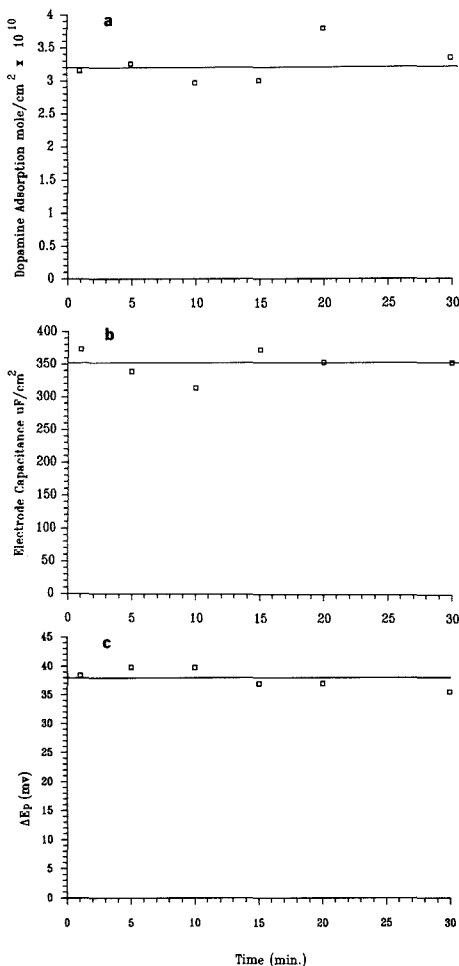 a
Dopamine Adsorption mole/cm² x 10¹⁰
4
3.5
3
2.5
2
1.5
1
0.5
0
0 5 10 15 20 25 30
b
Electrode Capacitance uF/cm²
400
350
300
250
200
150
100
50
0
0 5 10 15 20 25 30
c
ΔEp (mv)
45
40
35
30
25
20
15
10
5
0
0 5 10 15 20 25 30
Time (min.)